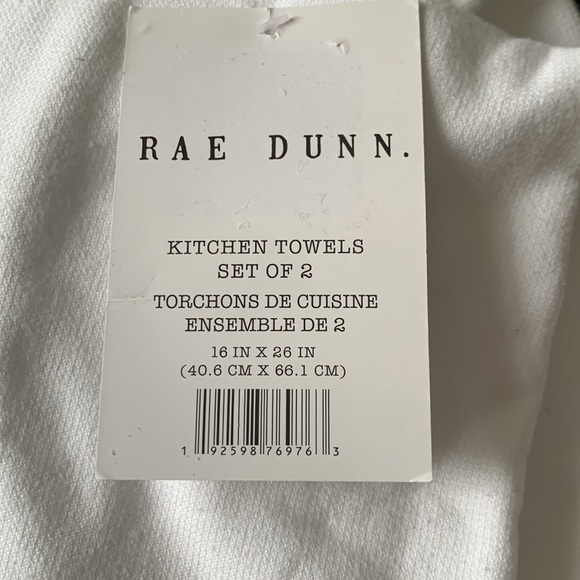 RAE DUNN.
KITCHEN TOWELS
SET OF 2
TORCHONS DE CUISINE
ENSEMBLE DE 2
16 IN X 26 IN
(40.6 CM X 66.1 CM)
1 92598 76976 3